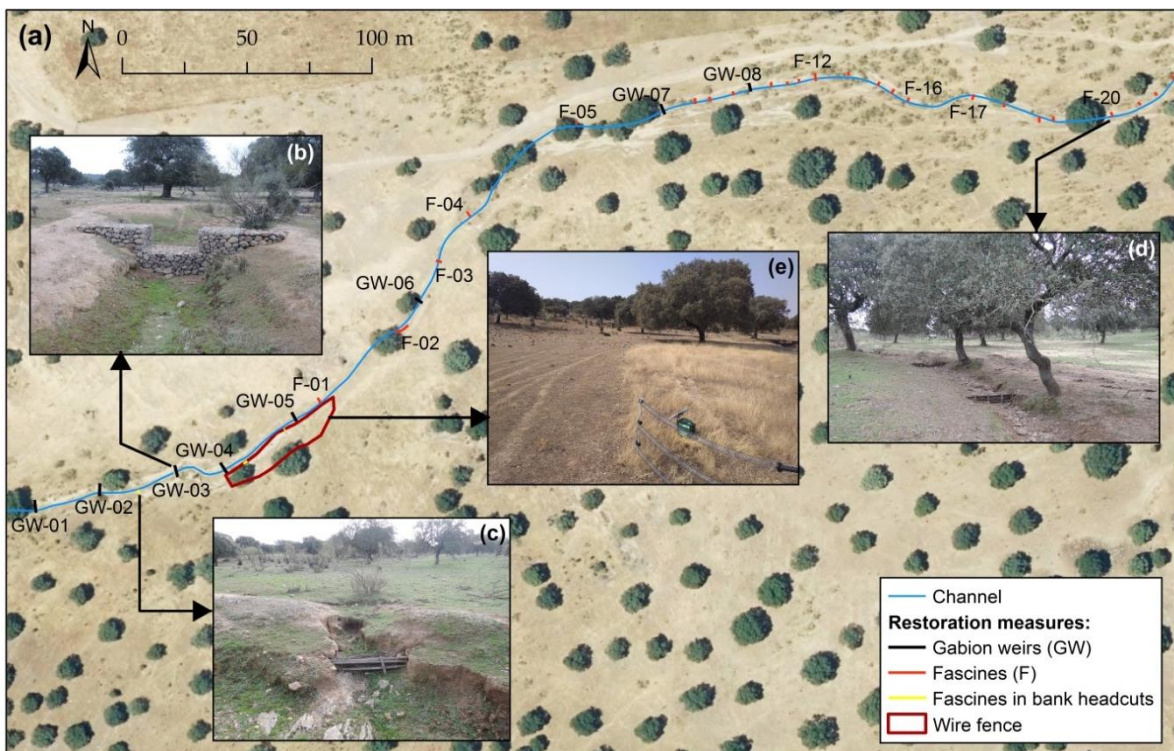 (a)
N
0 50 100 m
GW-08
F-12
GW-07
F-16
F-05
F-17
F-20
(b)
F-04
(d)
(e)
F-03
GW-06
F-02
F-01
GW-05
GW-04
GW-03
GW-02
GW-01
(c)
Channel
Restoration measures:
Gabion weirs (GW)
Fascines (F)
Fascines in bank headcuts
Wire fence